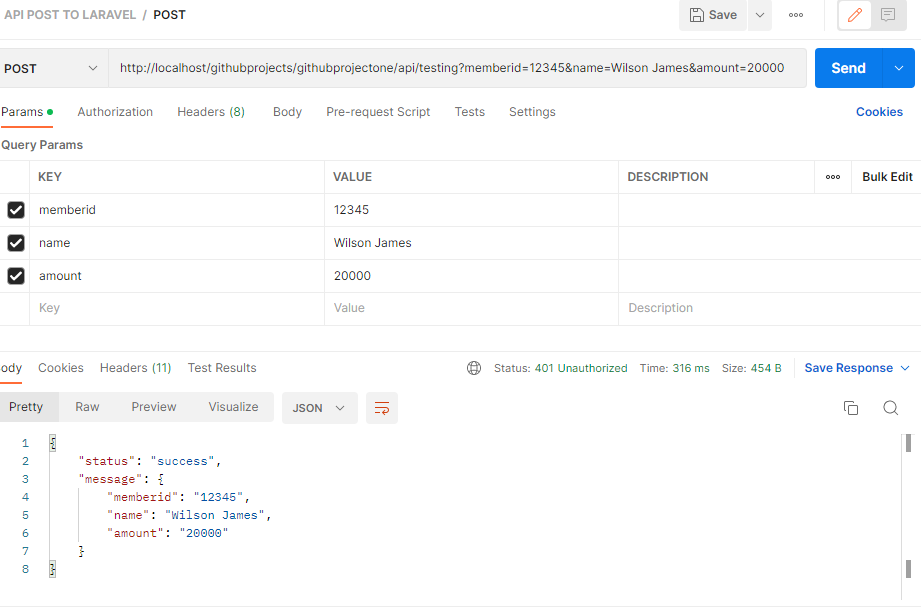 API POST TO LARAVEL / POST
Save
POST
http://localhost/githubprojects/githubprojectone/api/testing?memberid=12345&name=Wilson James&amount=20000
Send
Params Authorization Headers (8) Body Pre-request Script Tests Settings Cookies
Query Params
KEY VALUE DESCRIPTION Bulk Edit
memberid 12345
name Wilson James
amount 20000
Key Value Description
ody Cookies Headers (11) Test Results Status: 401 Unauthorized Time: 316 ms Size: 454 B Save Response
Pretty Raw Preview Visualize JSON
1 {
2 "status": "success",
3 "message": {
4 "memberid": "12345",
5 "name": "Wilson James",
6 "amount": "20000"
7 }
8 }